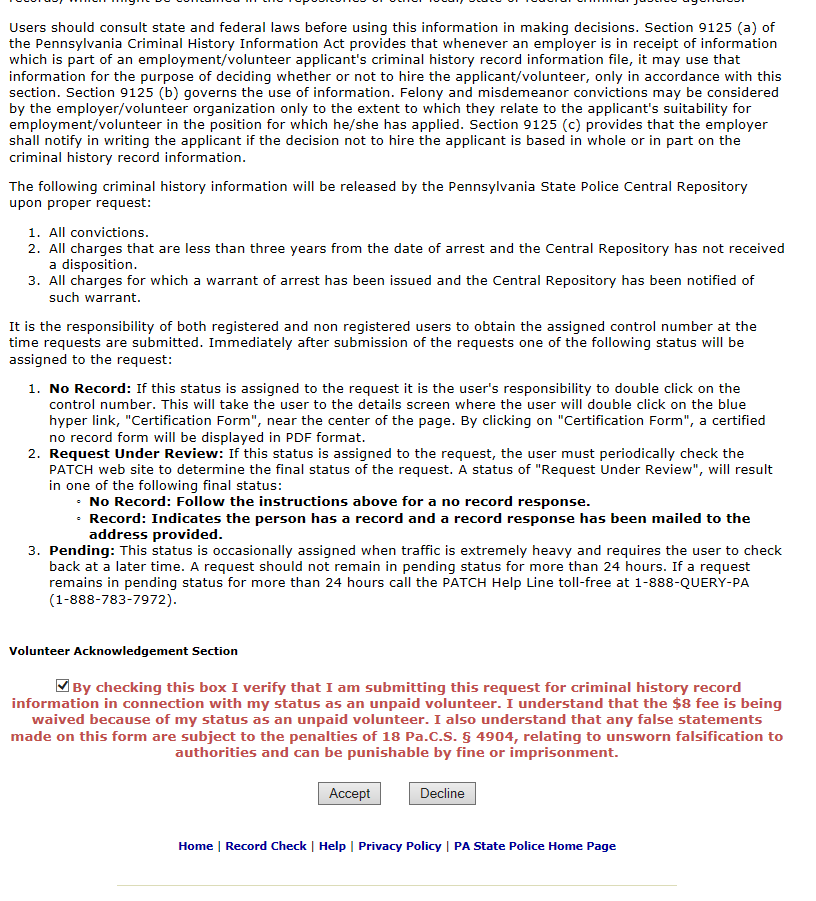 Users should consult state and federal laws before using this information in making decisions. Section 9125 (a) of
the Pennsylvania Criminal History Information Act provides that whenever an employer is in receipt of information
which is part of an employment/volunteer applicant's criminal history record information file, it may use that
information for the purpose of deciding whether or not to hire the applicant/volunteer, only in accordance with this
section. Section 9125 (b) governs the use of information. Felony and misdemeanor convictions may be considered
by the employer/volunteer organization only to the extent to which they relate to the applicant's suitability for
employment/volunteer in the position for which he/she has applied. Section 9125 (c) provides that the employer
shall notify in writing the applicant if the decision not to hire the applicant is based in whole or in part on the
criminal history record information.
The following criminal history information will be released by the Pennsylvania State Police Central Repository
upon proper request:
1. All convictions.
2. All charges that are less than three years from the date of arrest and the Central Repository has not received
a disposition.
3. All charges for which a warrant of arrest has been issued and the Central Repository has been notified of
such warrant.
It is the responsibility of both registered and non registered users to obtain the assigned control number at the
time requests are submitted. Immediately after submission of the requests one of the following status will be
assigned to the request:
1. No Record: If this status is assigned to the request it is the user's responsibility to double click on the
control number. This will take the user to the details screen where the user will double click on the blue
hyper link, "Certification Form", near the center of the page. By clicking on "Certification Form", a certified
no record form will be displayed in PDF format.
2. Request Under Review: If this status is assigned to the request, the user must periodically check the
PATCH web site to determine the final status of the request. A status of "Request Under Review", will result
in one of the following final status:
◦ No Record: Follow the instructions above for a no record response.
◦ Record: Indicates the person has a record and a record response has been mailed to the
address provided.
3. Pending: This status is occasionally assigned when traffic is extremely heavy and requires the user to check
back at a later time. A request should not remain in pending status for more than 24 hours. If a request
remains in pending status for more than 24 hours call the PATCH Help Line toll-free at 1-888-QUERY-PA
(1-888-783-7972).
Volunteer Acknowledgement Section
By checking this box I verify that I am submitting this request for criminal history record
information in connection with my status as an unpaid volunteer. I understand that the $8 fee is being
waived because of my status as an unpaid volunteer. I also understand that any false statements
made on this form are subject to the penalties of 18 Pa.C.S. § 4904, relating to unsworn falsification to
authorities and can be punishable by fine or imprisonment.
Accept Decline
Home | Record Check | Help | Privacy Policy | PA State Police Home Page